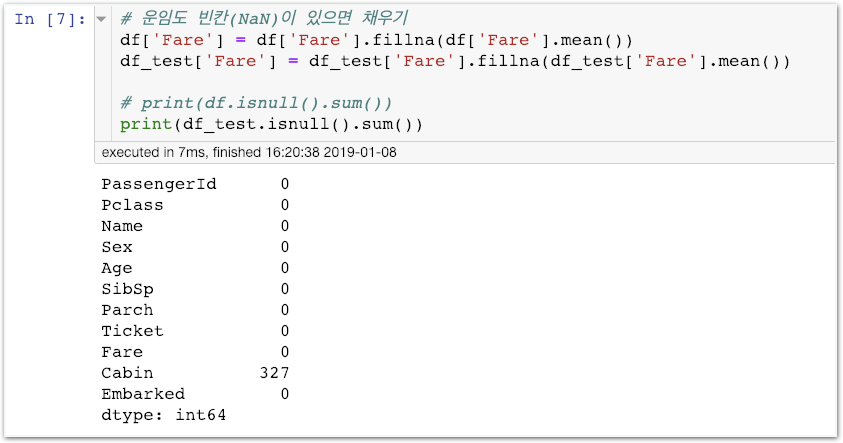 In [7]:
# 운임도 빈칸(NaN)이 있으면 채우기
df['Fare'] = df['Fare'].fillna(df['Fare'].mean())
df_test['Fare'] = df_test['Fare'].fillna(df_test['Fare'].mean())
# print(df.isnull().sum())
print(df_test.isnull().sum())
executed in 7ms, finished 16:20:38 2019-01-08
PassengerId 0
Pclass 0
Name 0
Sex 0
Age 0
SibSp 0
Parch 0
Ticket 0
Fare 0
Cabin 327
Embarked 0
dtype: int64